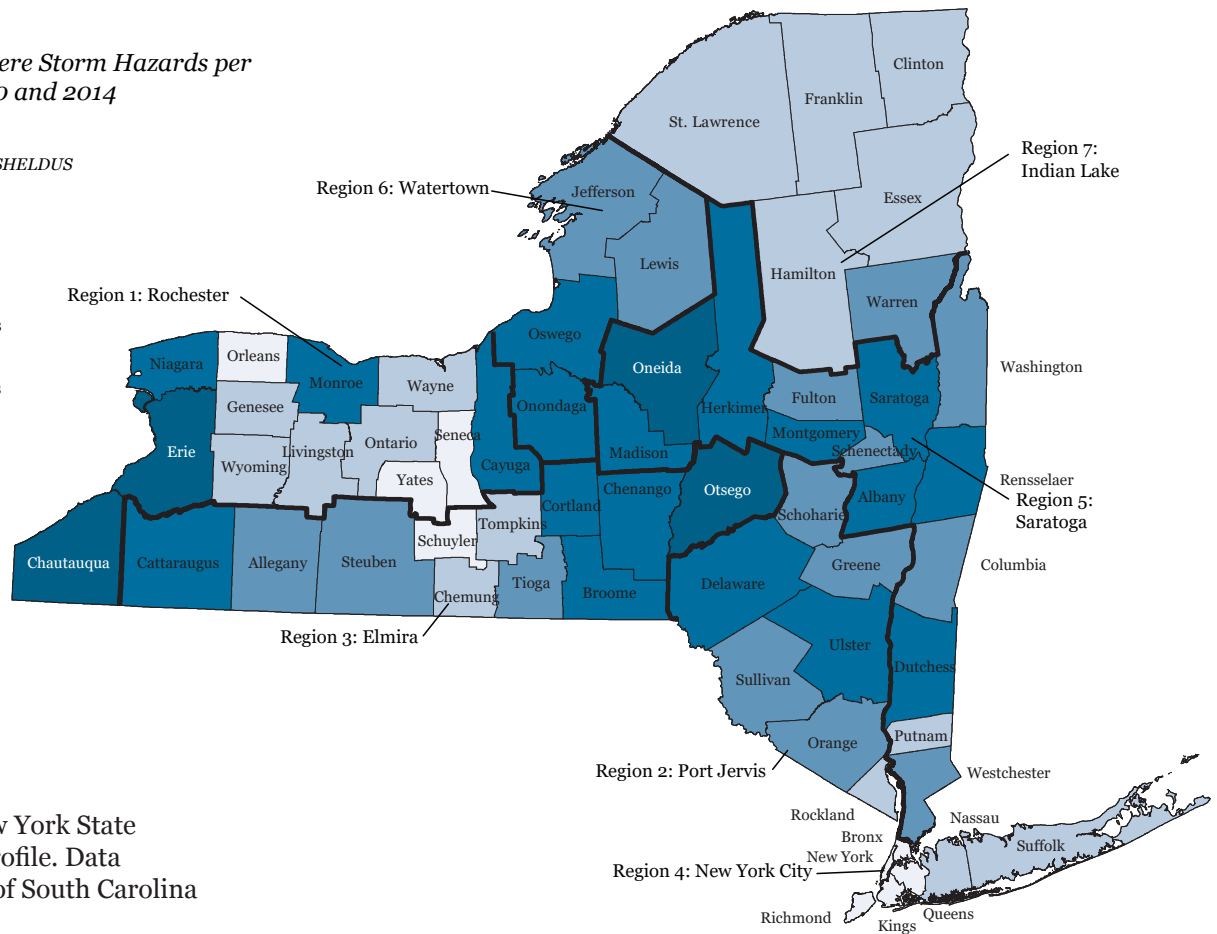 ere Storm Hazards per
0 and 2014
SHELDUS
s
s
Clinton
Franklin
St. Lawrence
Region 7:
Indian Lake
Region 6: Watertown
Jefferson
Essex
Lewis
Hamilton
Region 1: Rochester
Warren
Oswego
Orleans
Niagara
Oneida
Washington
Monroe
Wayne
Fulton
Saratoga
Genesee
Onondaga
Herkimer
Montgomery
Seneca
Ontario
Erie
Livingston
Madison
Schenectady
Wyoming
Cayuga
Yates
Rensselaer
Chenango
Otsego
Albany
Region 5:
Saratoga
Cortland
Schoharie
Tompkins
Schuyler
Chautauqua
Cattaraugus
Allegany
Steuben
Greene
Columbia
Tioga
Delaware
Chemung
Broome
Region 3: Elmira
Ulster
Dutchess
Sullivan
Putnam
Orange
Region 2: Port Jervis
Westchester
Rockland
Nassau
w York State
Bronx
Suffolk
rofile. Data
New York
Region 4: New York City
of South Carolina
Richmond
Queens
Kings